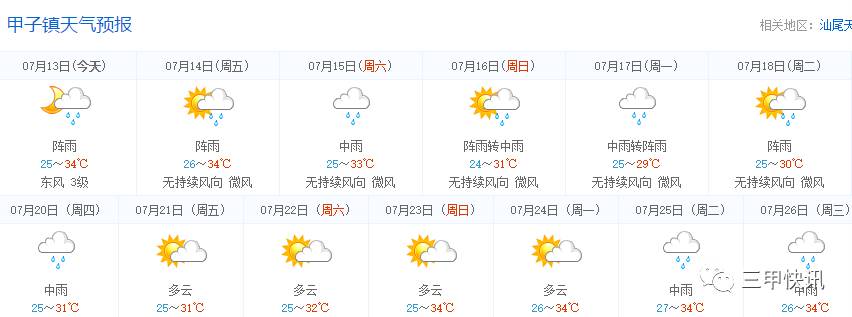 甲子镇天气预报
相关地区：汕尾天
07月13日(今天) 07月14日(周五) 07月15日(周六) 07月16日(周日) 07月17日(周一) 07月18日(周二)
阵雨 阵雨 中雨 阵雨转中雨 中雨转阵雨 阵雨
25～34℃ 26～34℃ 25～33℃ 24～31℃ 25～29℃ 25～30℃
东风 3级 无持续风向 微风 无持续风向 微风 无持续风向 微风 无持续风向 微风 无持续风向 微风
07月20日（周四） 07月21日（周五） 07月22日（周六） 07月23日（周日） 07月24日（周一） 07月25日（周二） 07月26日（周三）
中雨 多云 多云 多云 多云 中雨 中雨
三甲快讯
25～31℃ 25～31℃ 25～32℃ 25～34℃ 26～34℃ 27～34℃ 26～34℃